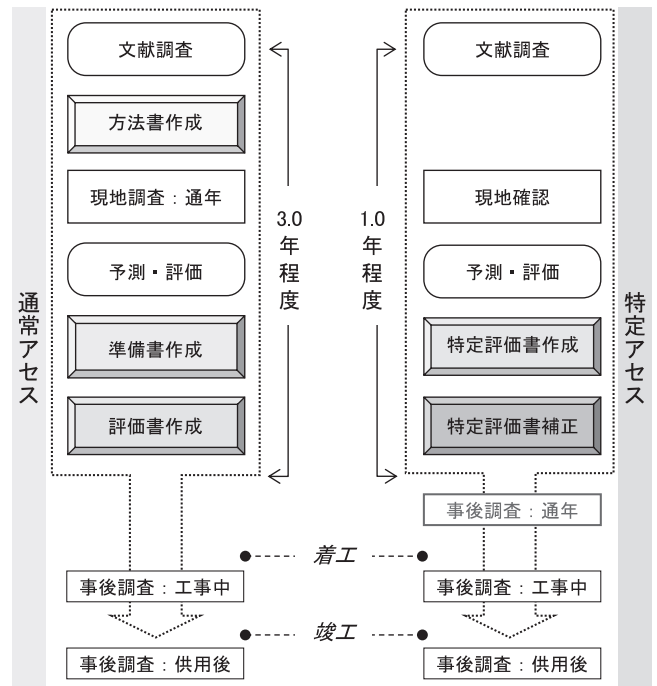 通常アセス
文献調査
方法書作成
現地調査：通年
予測・評価
準備書作成
評価書作成
3.0
年程度
事後調査：工事中
事後調査：供用後
着工
竣工
1.0
年程度
文献調査
現地確認
予測・評価
特定評価書作成
特定評価書補正
事後調査：通年
事後調査：工事中
事後調査：供用後
特定アセス